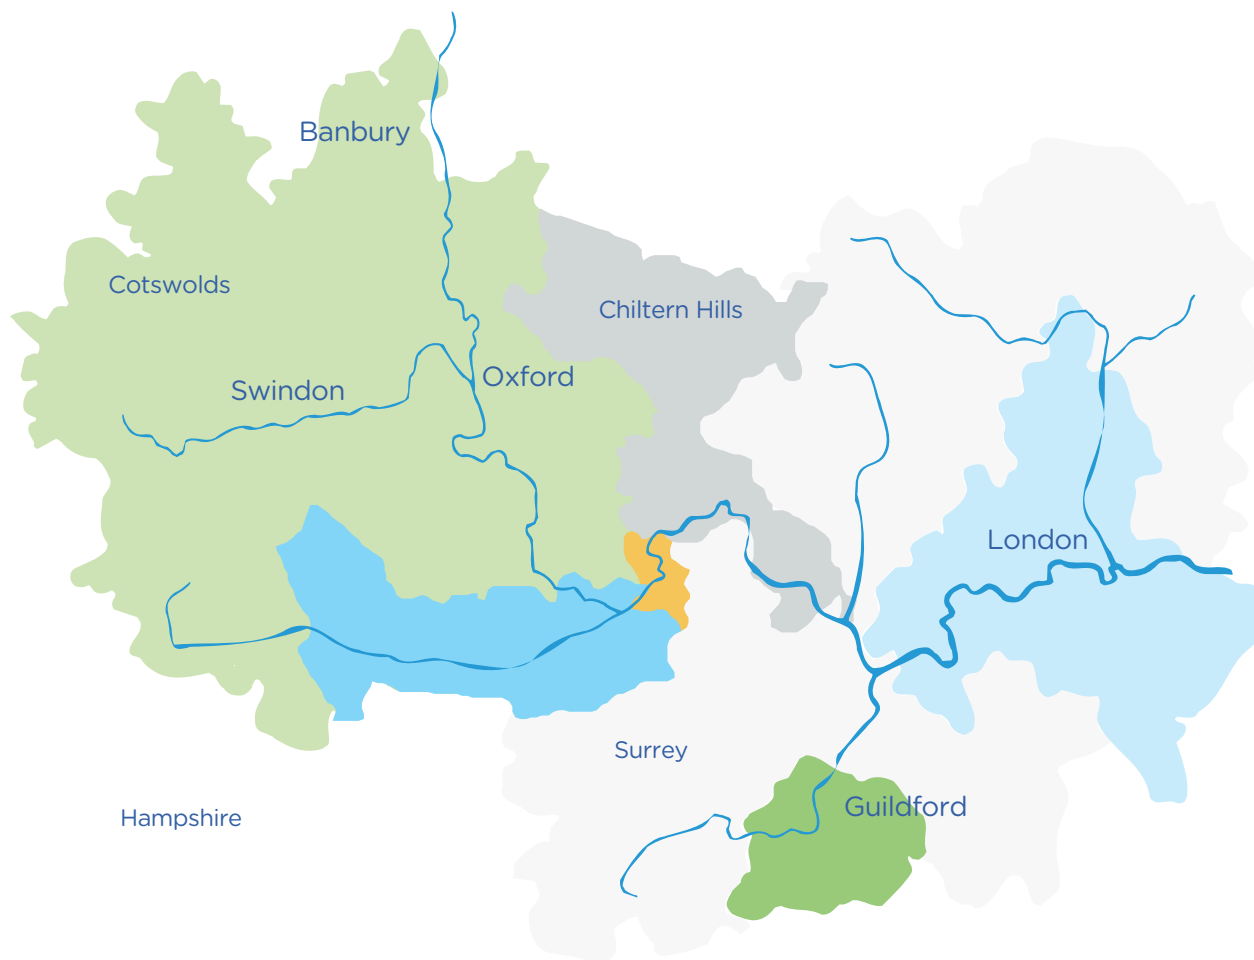 Banbury
Cotswolds
Chiltern Hills
Swindon
Oxford
London
Surrey
Guildford
Hampshire